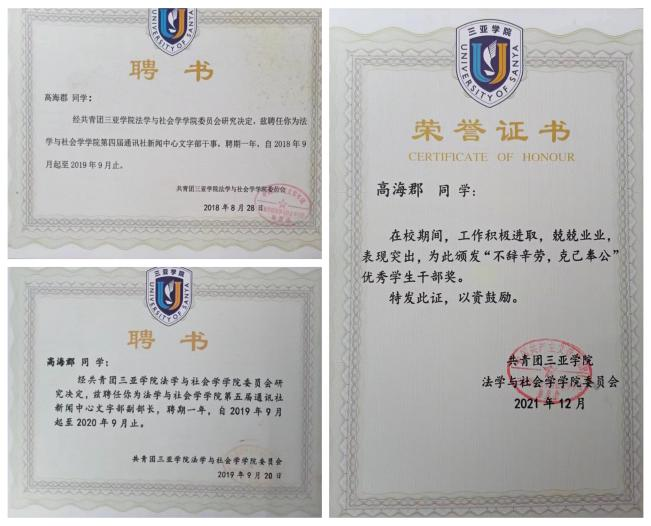 UNIVERSITY OF SANYA
聘 书
高海郡 同学：
经共青团三亚学院法学与社会学学院委员会研究决定，兹聘任你为法
学与社会学学院第四届通讯社新闻中心文字部干事，聘期一年，自2018年9
月起至2019年9月止。
共青团三亚学院法学与社会学学院委员会
2018年8月28日
三亚学院
UNIVERSITY OF SANYA
聘 书
高海郡 同学：
经共青团三亚学院法学与社会学学院委员会研
究决定，兹聘任你为法学与社会学学院第五届通讯社
新闻中心文字部副部长，聘期一年，自2019年9月
起至2020年9月止。
共青团三亚学院法学与社会学学院委员会
2019年9月20日
三亚学院
UNIVERSITY OF SANYA
荣誉证书
CERTIFICATE OF HONOUR
高海郡 同学：
在校期间，工作积极进取，兢兢业业，
表现突出，为此颁发“不辞辛劳，克己奉公”
优秀学生干部奖。
特发此证，以资鼓励。
共青团三亚学院
法学与社会学学院委员会
2021年12月